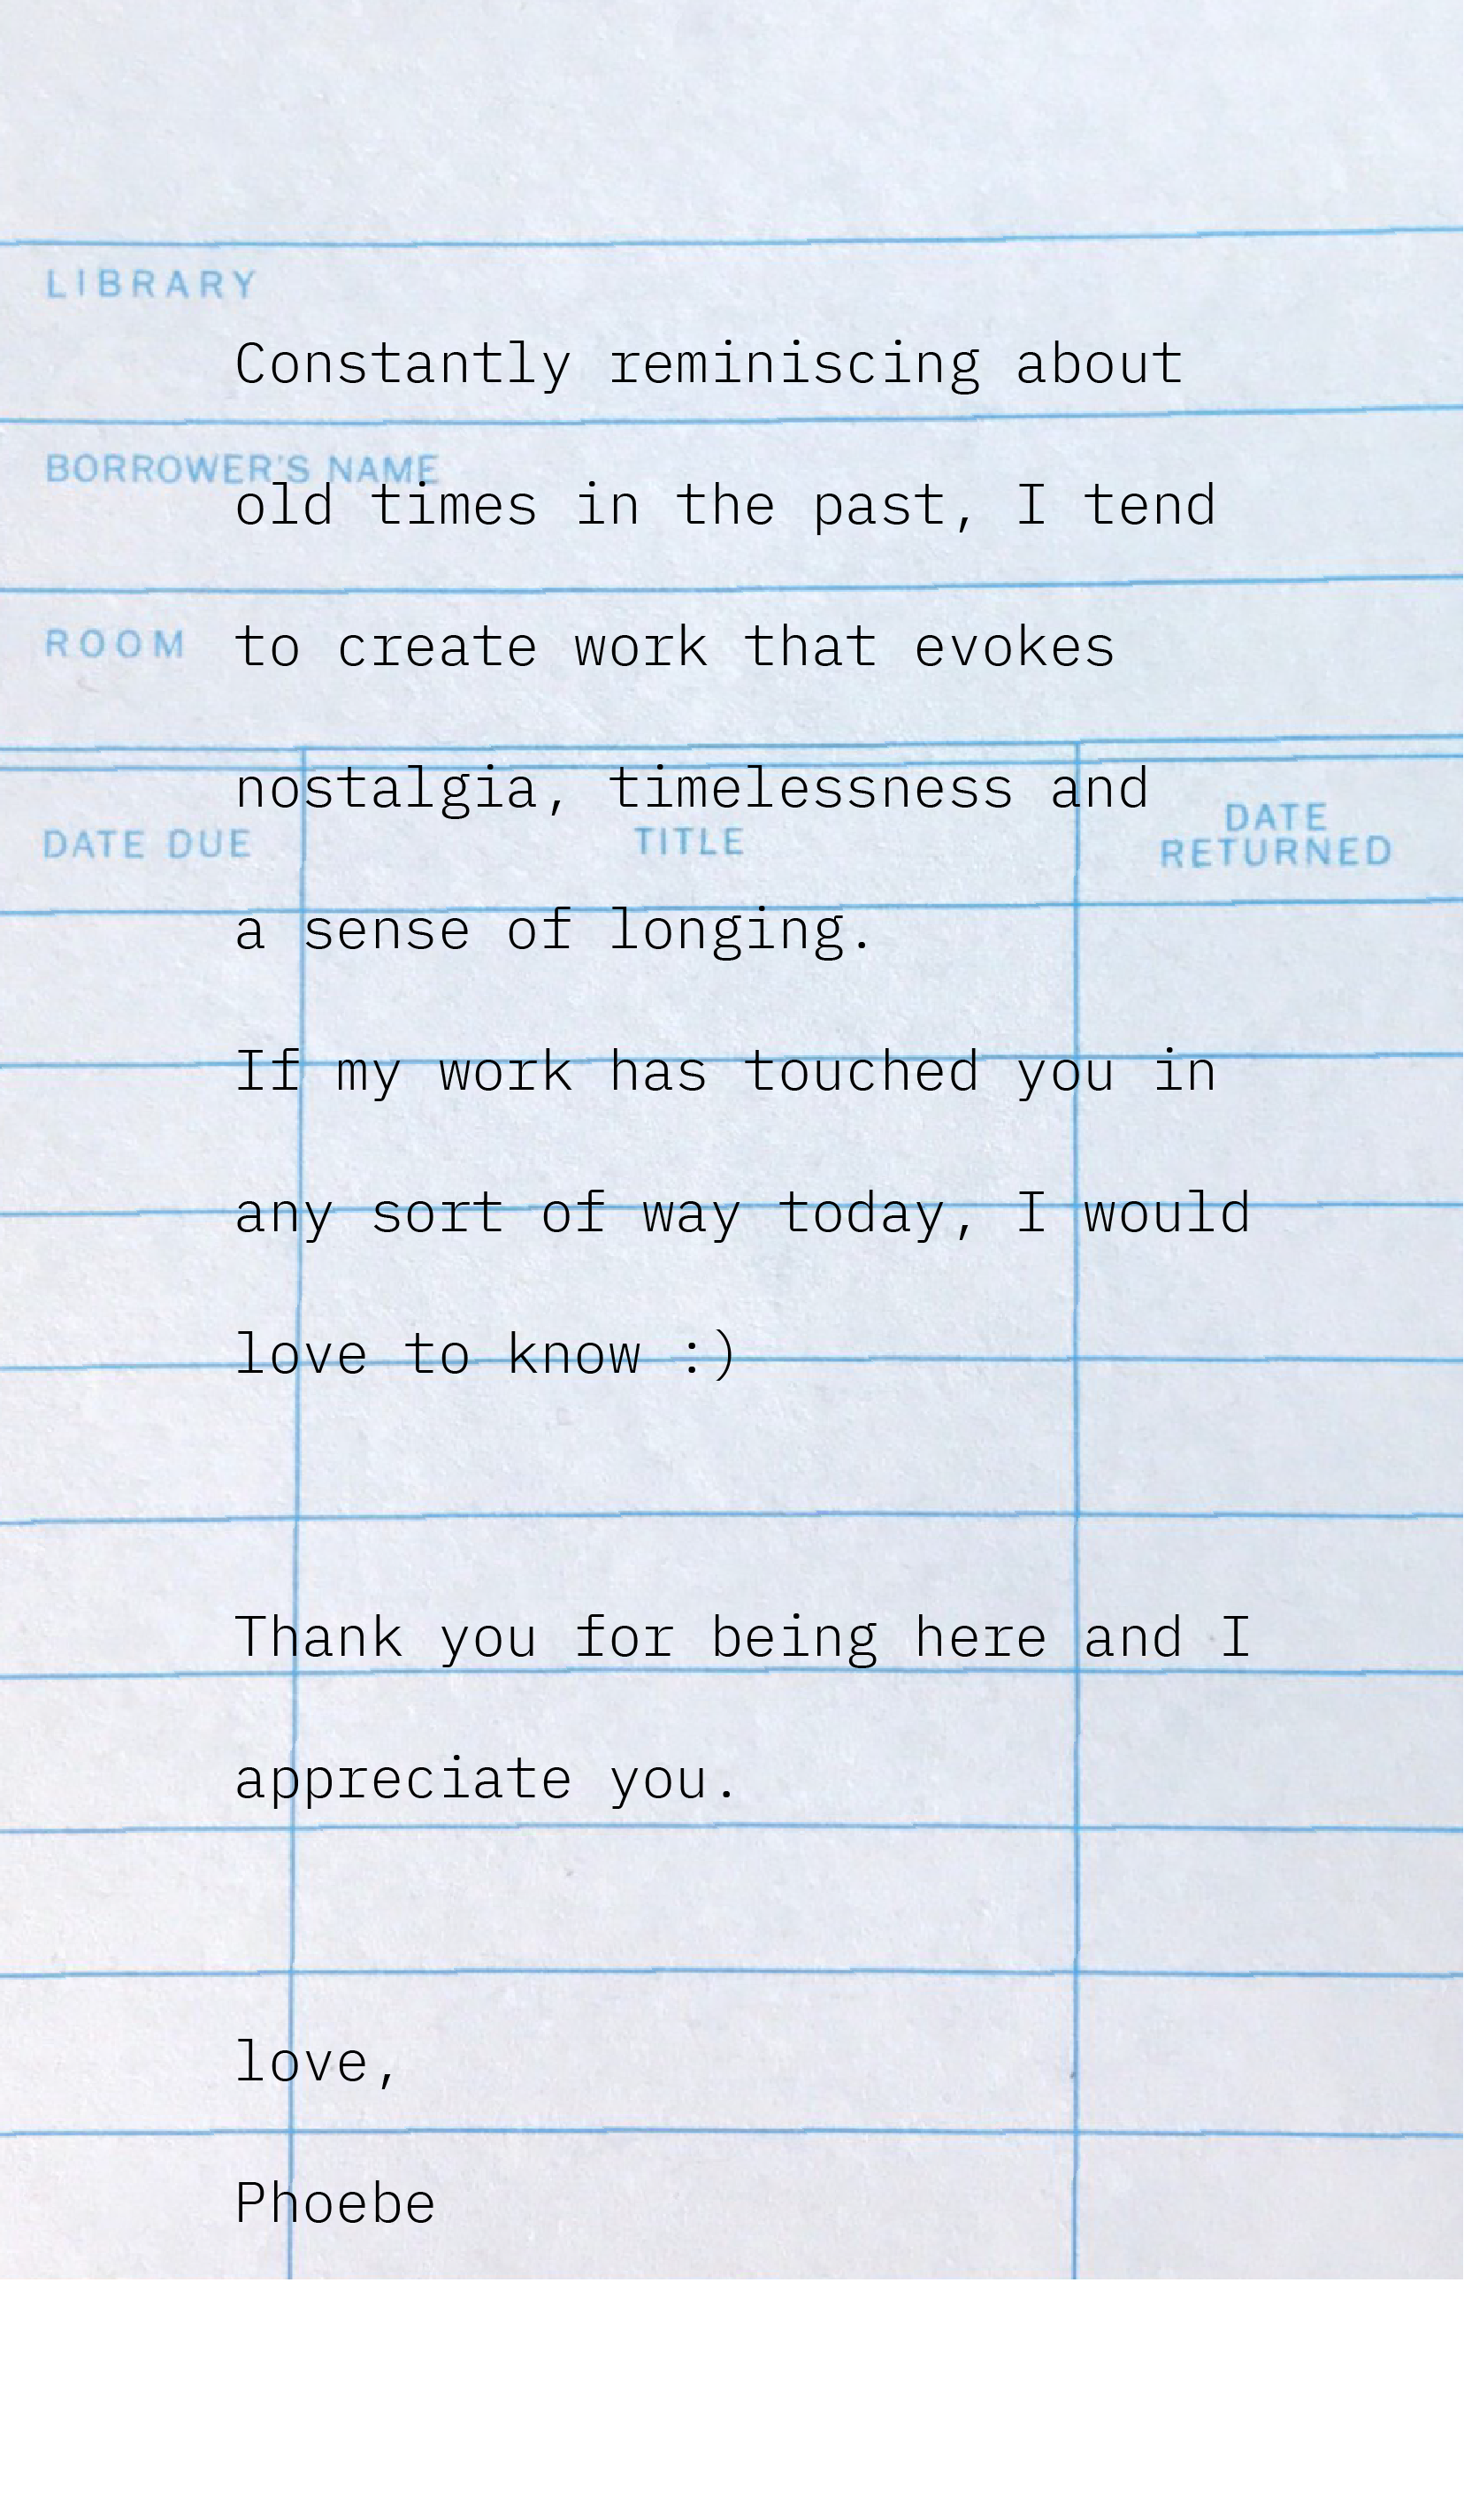 LIBRARY
Constantly reminiscing about
BORROWER'S NAME
old times in the past, I tend
ROOM
to create work that evokes
nostalgia, timelessness and
DATE DUE
TITLE
DATE
RETURNED
a sense of longing.
If my work has touched you in
any sort of way today, I would
love to know :)
Thank you for being here and I
appreciate you.
love,
Phoebe